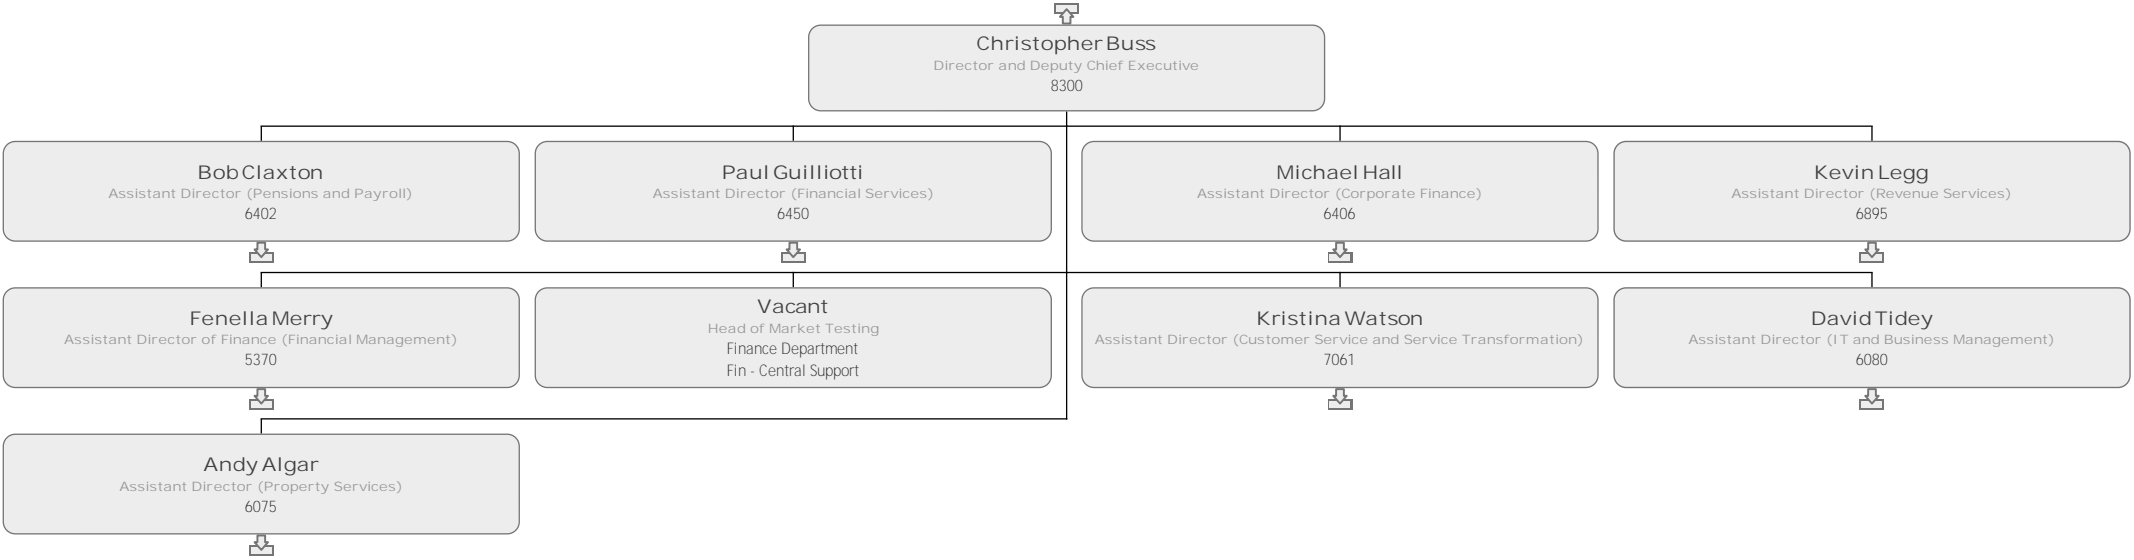 Christopher Buss
Director and Deputy Chief Executive
8300
Bob Claxton
Assistant Director (Pensions and Payroll)
6402
Paul Guilliotti
Assistant Director (Financial Services)
6450
Michael Hall
Assistant Director (Corporate Finance)
6406
Kevin Legg
Assistant Director (Revenue Services)
6895
Fenella Merry
Assistant Director of Finance (Financial Management)
5370
Vacant
Head of Market Testing
Finance Department
Fin - Central Support
Kristina Watson
Assistant Director (Customer Service and Service Transformation)
7061
David Tidey
Assistant Director (IT and Business Management)
6080
Andy Algar
Assistant Director (Property Services)
6075